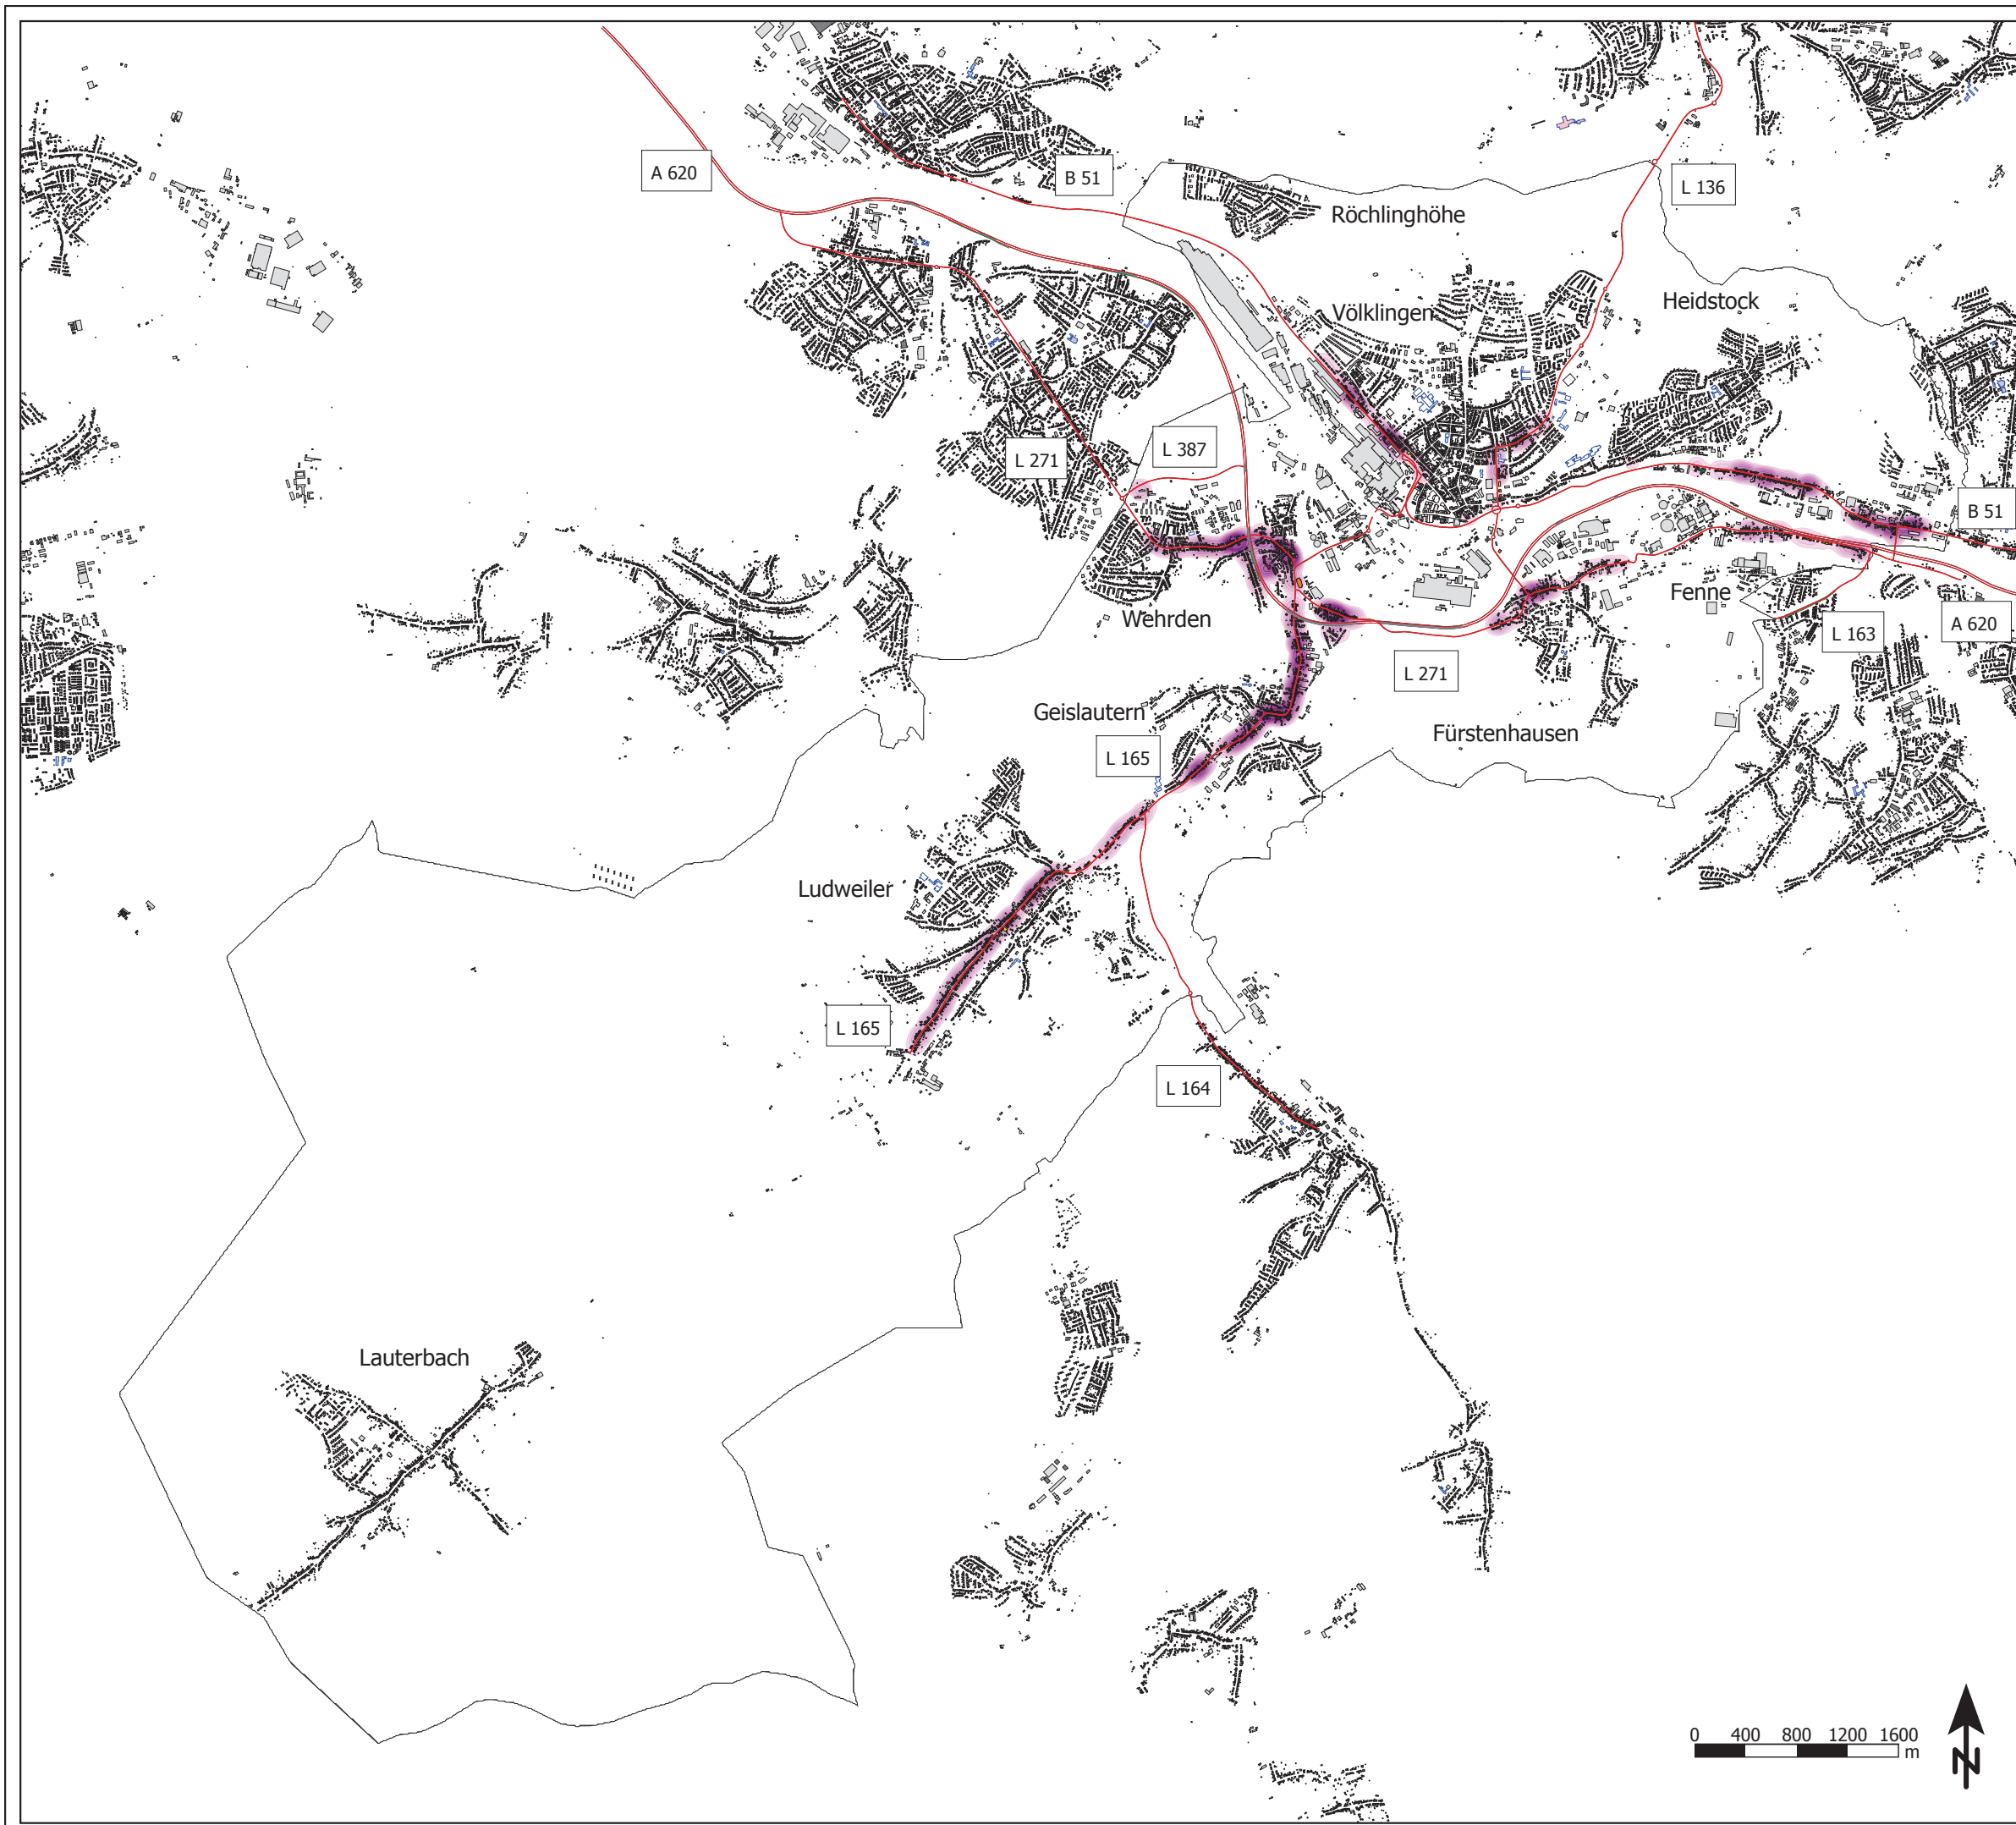 A 620
B 51
L 136
Röchlinghöhe
Heidstock
Völklingen
L 387
L 271
B 51
Wehrden
Fenne
L 163
A 620
L 271
Geislautern
Fürstenhausen
L 165
Ludweiler
L 165
L 164
Lauterbach
0 400 800 1200 1600
m
N